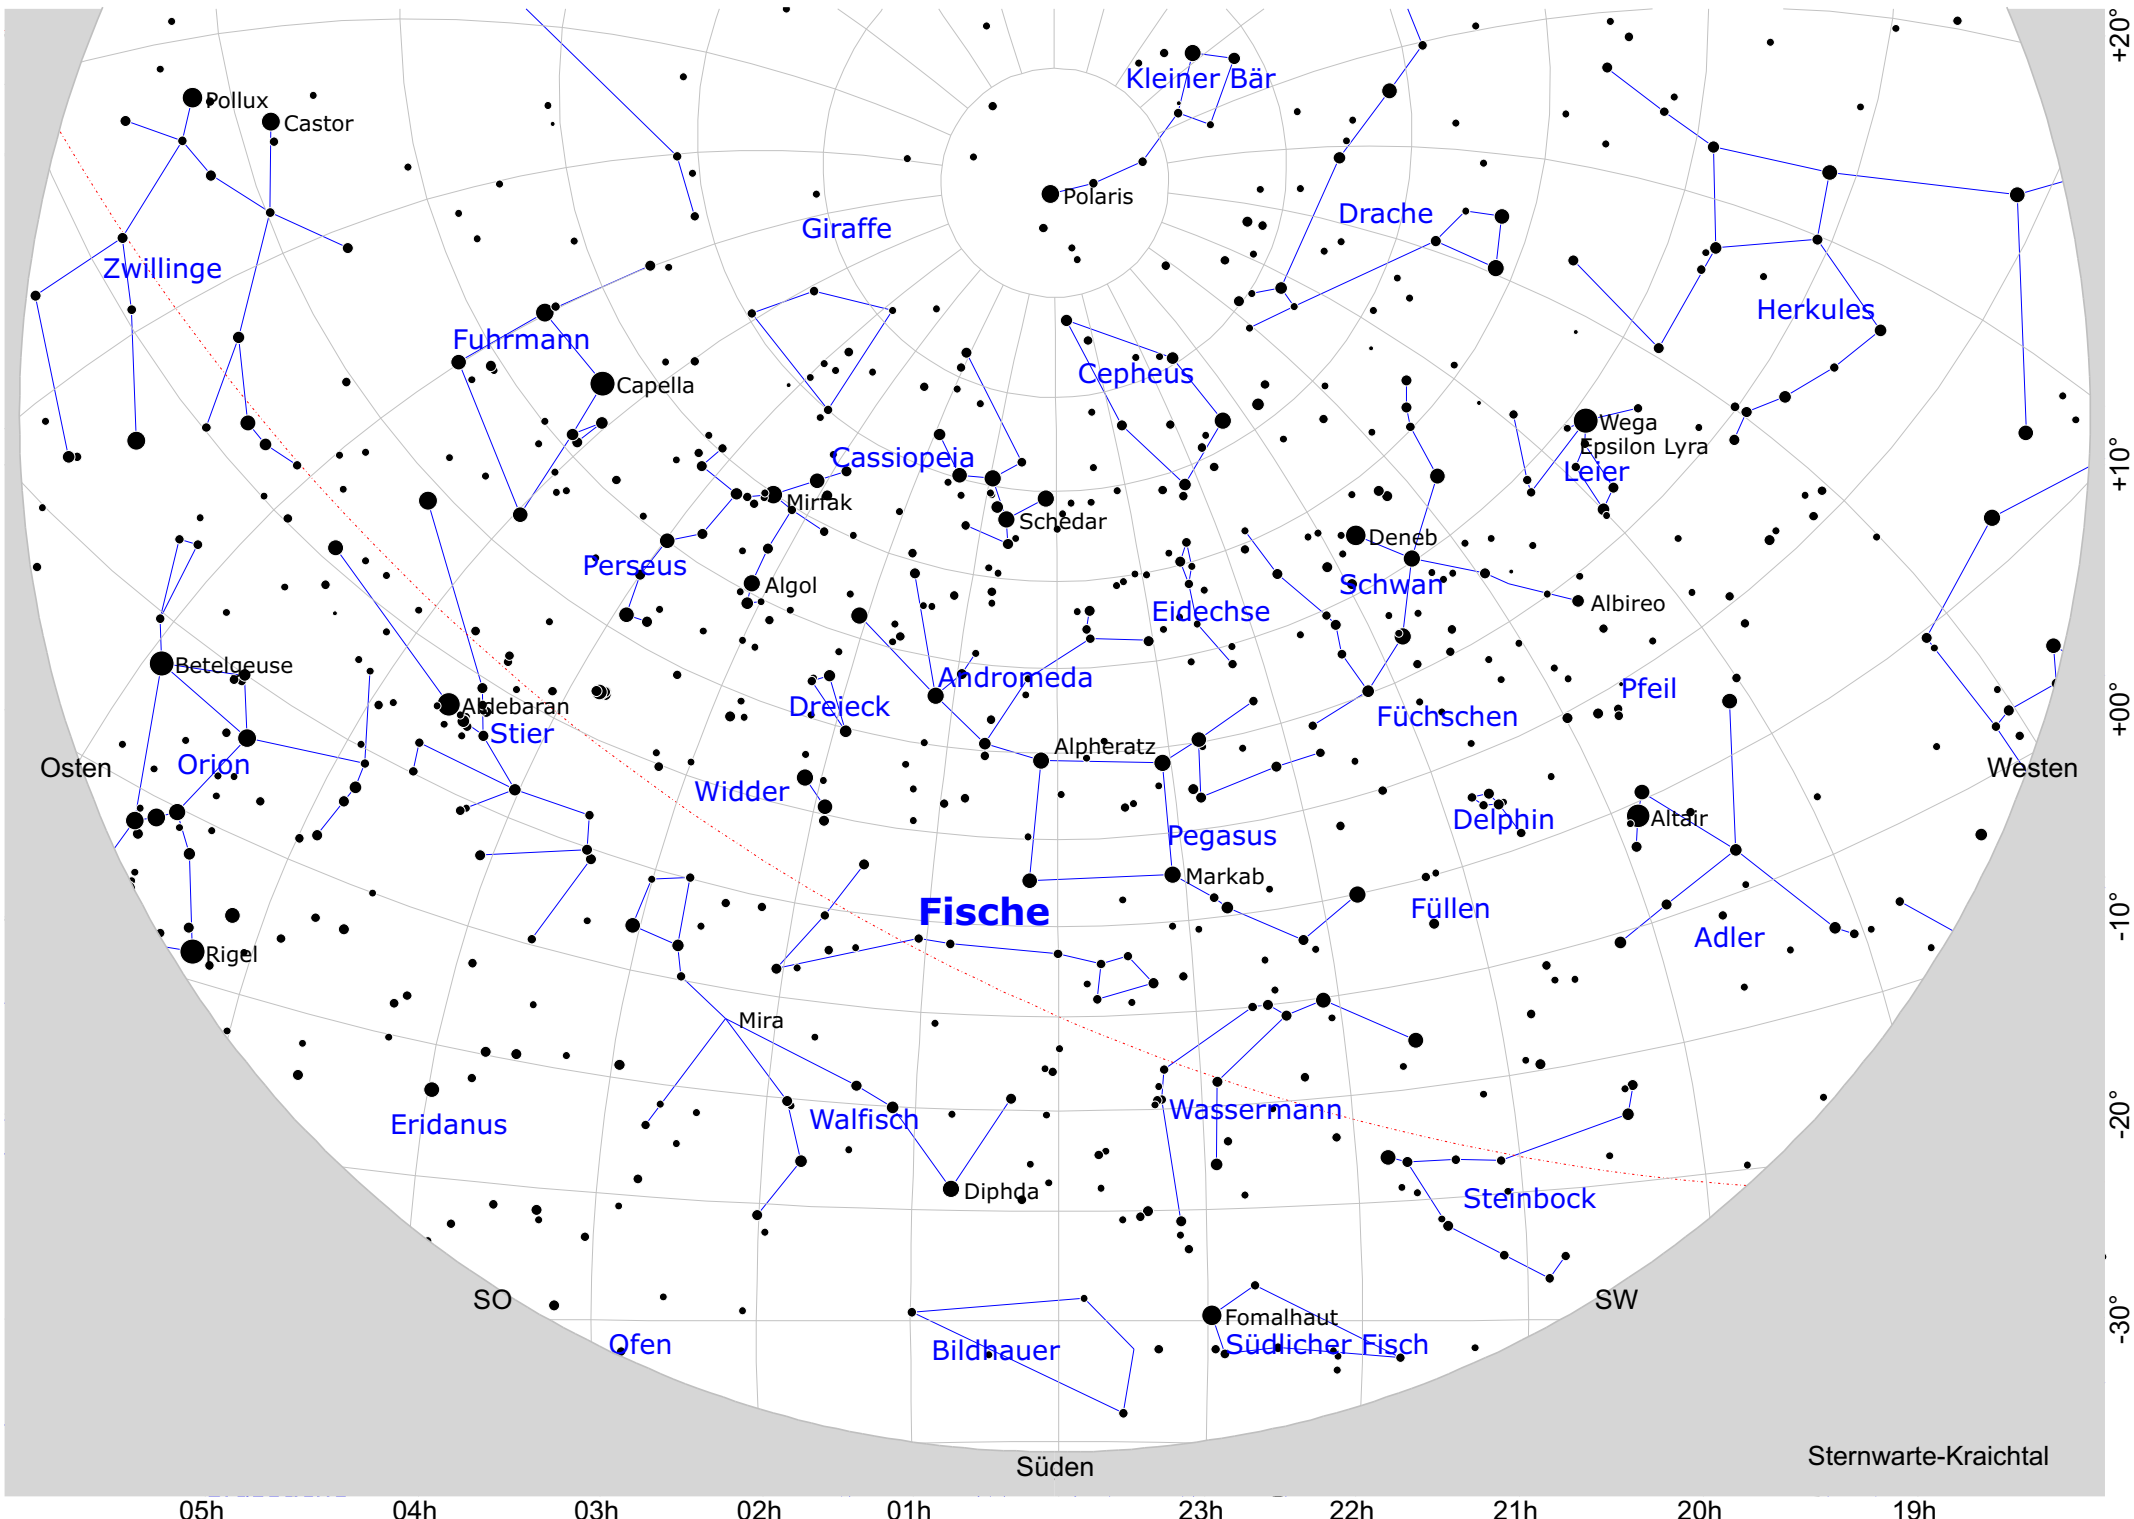 +20°
Kleiner Bär
Pollux
Castor
Polaris
Drache
Giraffe
Zwillinge
Herkules
Fuhrmann
Cepheus
Capella
Wega
Epsilon Lyra
Cassiopeia
Leier
+10°
Mirfak
Schedar
Deneb
Perseus
Algol
Schwan
Albireo
Eidechse
Betelgeuse
Andromeda
Pfeil
Aldebaran
Dreieck
Füchschen
+00°
Stier
Alpheratz
Osten
Orion
Westen
Widder
Delphin
Altair
Pegasus
Markab
Fische
Füllen
Adler
-10°
Rigel
Mira
Eridanus
Walfisch
Wassermann
-20°
Diphda
Steinbock
SO
SW
Fomalhaut
-30°
Ofen
Bildhauer
Südlicher Fisch
Süden
Sternwarte-Kraichtal
05h 04h 03h 02h 01h 23h 22h 21h 20h 19h